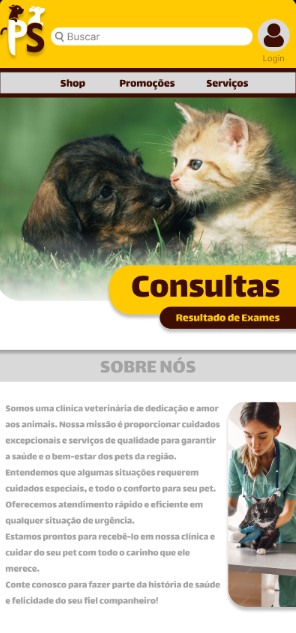 PS
Buscar
Login
Shop Promoções Serviços
Consultas
Resultado de Exames
SOBRE NÓS
Somos uma clínica veterinária de dedicação e amor
aos animais. Nossa missão é proporcionar cuidados
excepcionais e serviços de qualidade para garantir
a saúde e o bem-estar dos pets da região.
Entendemos que algumas situações requerem
cuidados especiais, e todo o conforto para seu pet.
Oferecemos atendimento rápido e eficiente em
qualquer situação de urgência.
Estamos prontos para recebê-lo em nossa clínica e
cuidar do seu pet com todo o carinho que ele
merece.
Conte conosco para fazer parte da história de saúde
e felicidade do seu fiel companheiro!